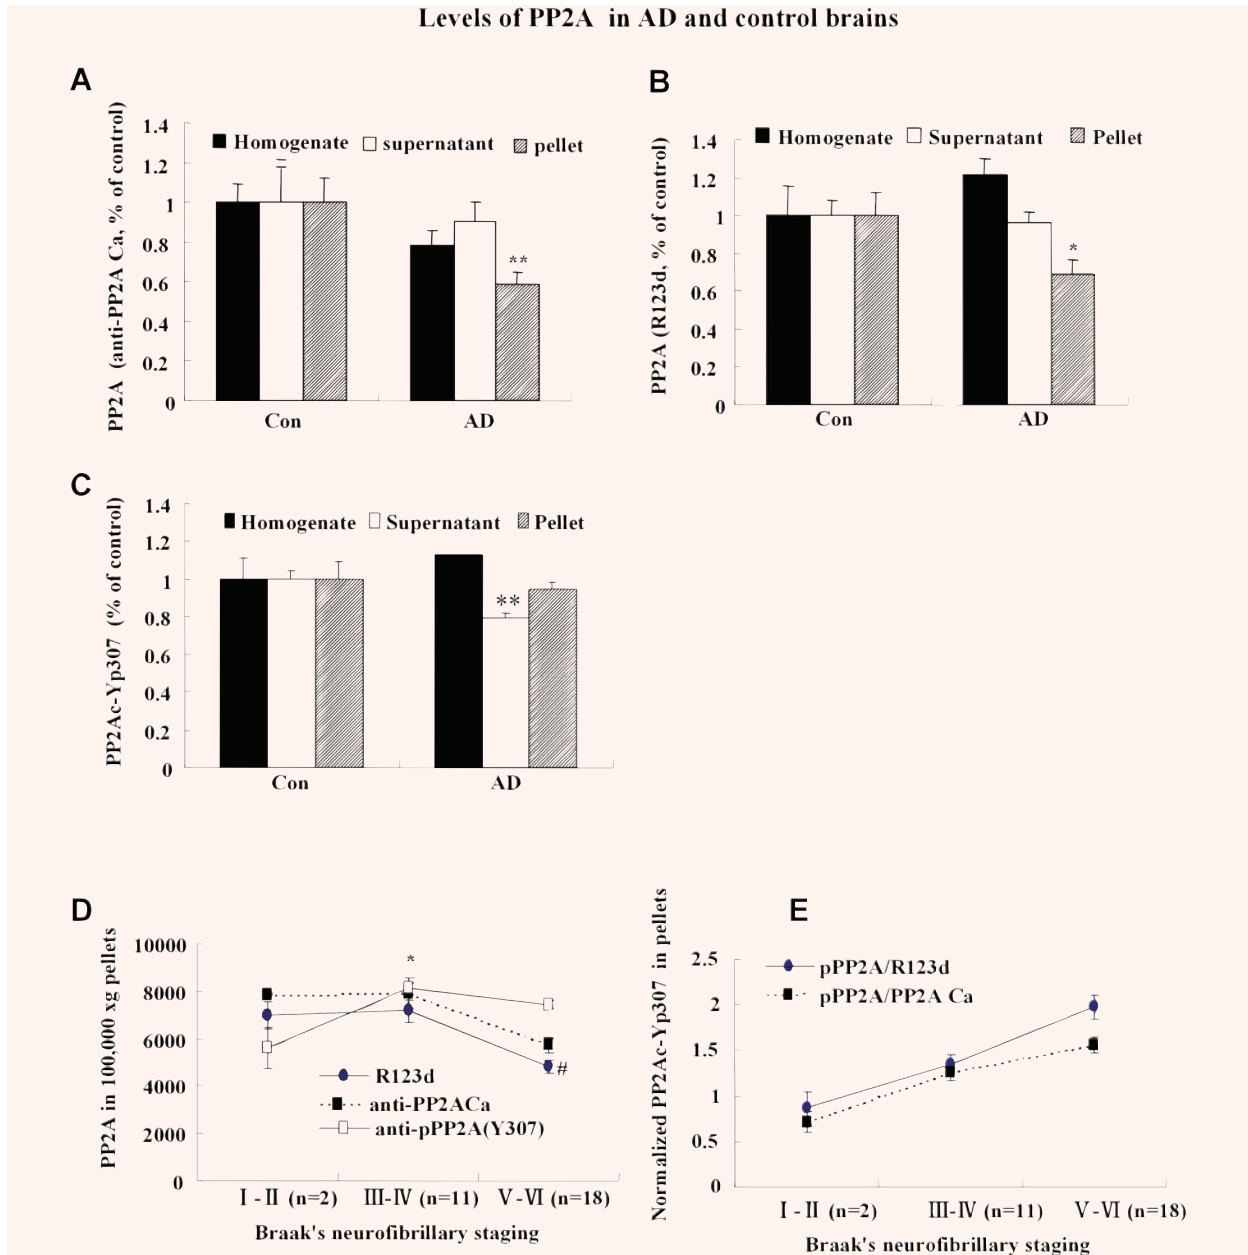 Levels of PP2A in AD and control brains
A
PP2A (anti-PP2A Ca, % of control)
1.4
1.2
1
0.8
0.6
0.4
0.2
0
Homogenate supernatant pellet
**
Con AD
B
PP2A (R123d, % of control)
1.4
1.2
1
0.8
0.6
0.4
0.2
0
Homogenate Supernatant Pellet
*
Con AD
C
PP2Ac-Yp307 (% of control)
1.4
1.2
1
0.8
0.6
0.4
0.2
0
Homogenate Supernatant Pellet
**
Con AD
D
PP2A in 100,000 xg pellets
10000
8000
6000
4000
2000
0
*
#
R123d
anti-PP2ACa
anti-pPP2A(Y307)
I - II (n=2) III-IV (n=11) V-VI (n=18)
Braak's neurofibrillary staging
E
Normalized PP2Ac-Yp307 in pellets
2.5
2
1.5
1
0.5
0
pPP2A/R123d
pPP2A/PP2A Ca
I - II (n=2) III-IV (n=11) V-VI (n=18)
Braak's neurofibrillary staging